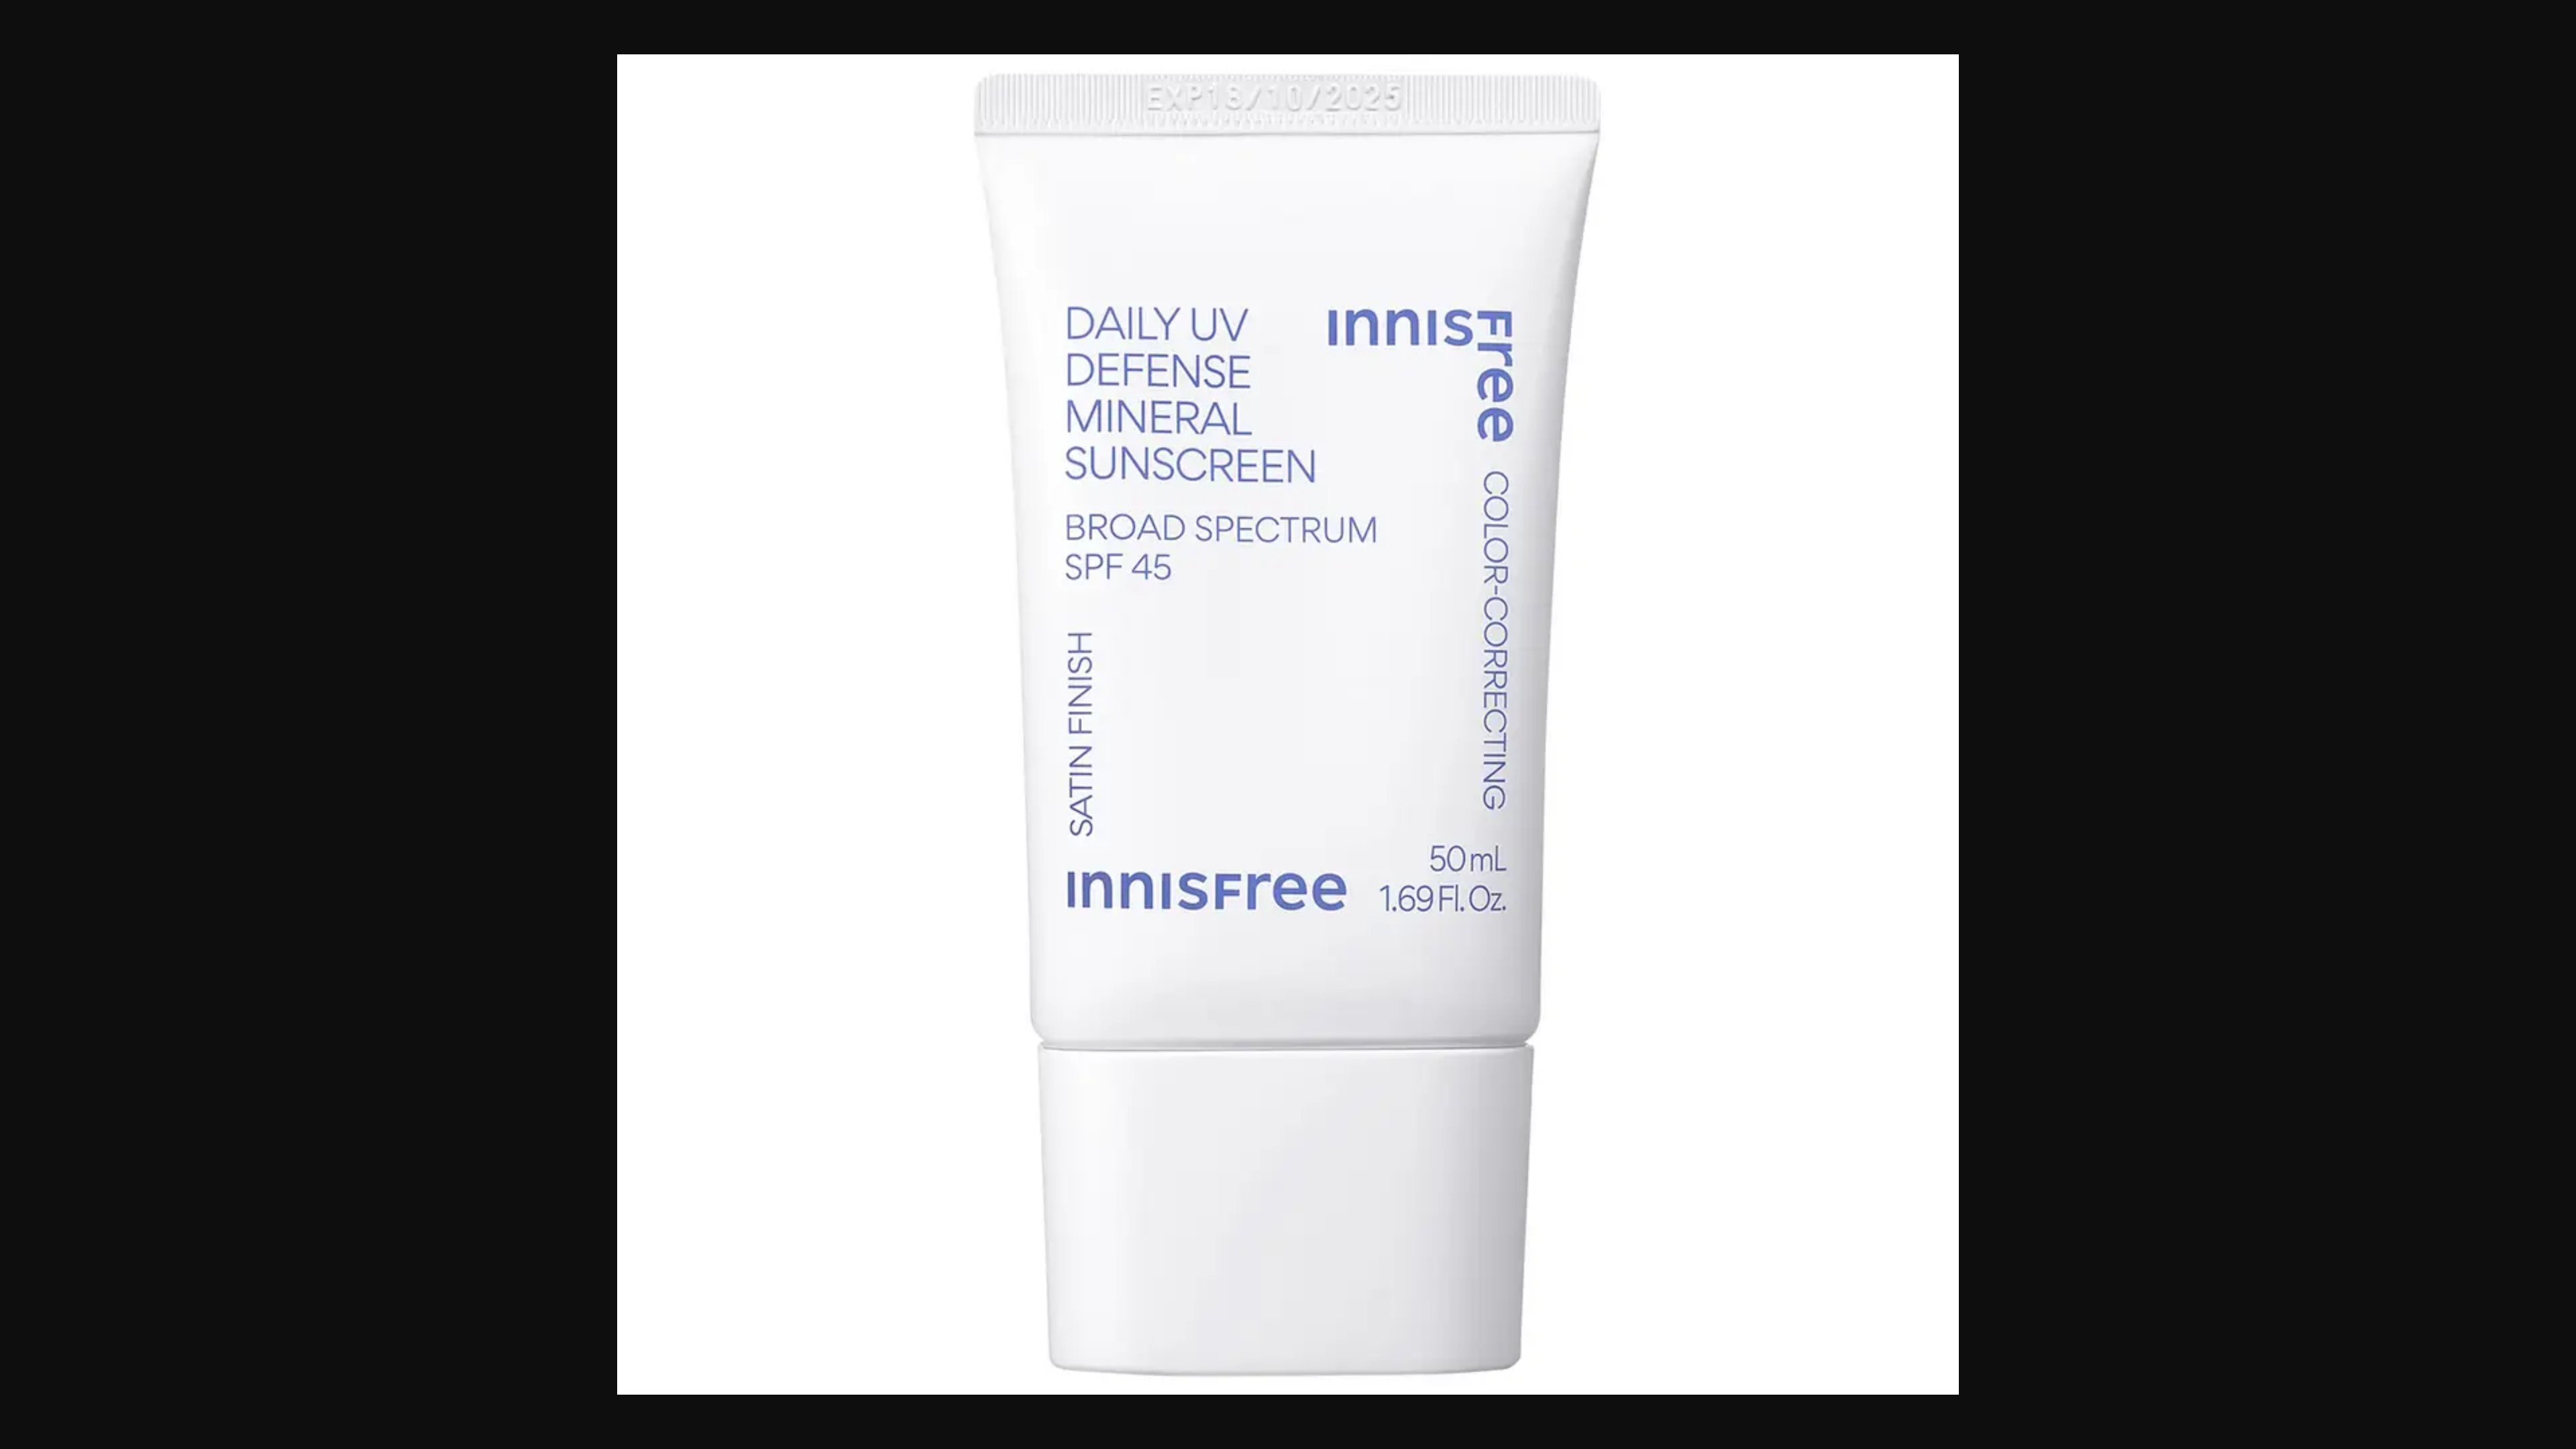 EXP18/10/2025
DAILY UV
DEFENSE
MINERAL
SUNSCREEN
BROAD SPECTRUM
SPF 45
INNISFree
COLOR-CORRECTING
SATIN FINISH
INNISFree
50 mL
1.69 Fl. Oz.